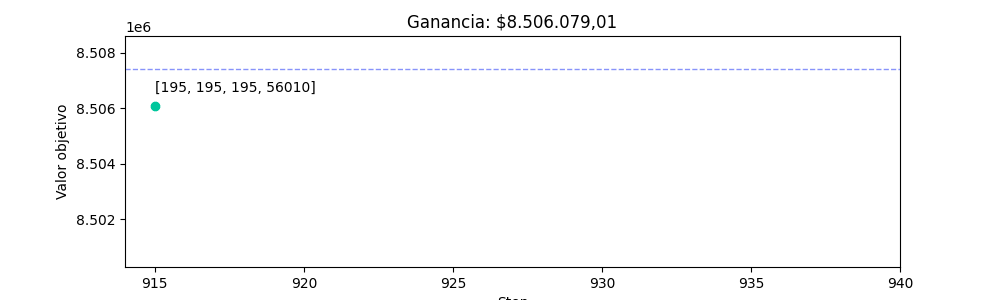 Ganancia: $8.506.079,01
1e6
8.508
[195, 195, 195, 56010]
8.506
Valor objetivo
8.504
8.502
915 920 925 930 935 940
Step